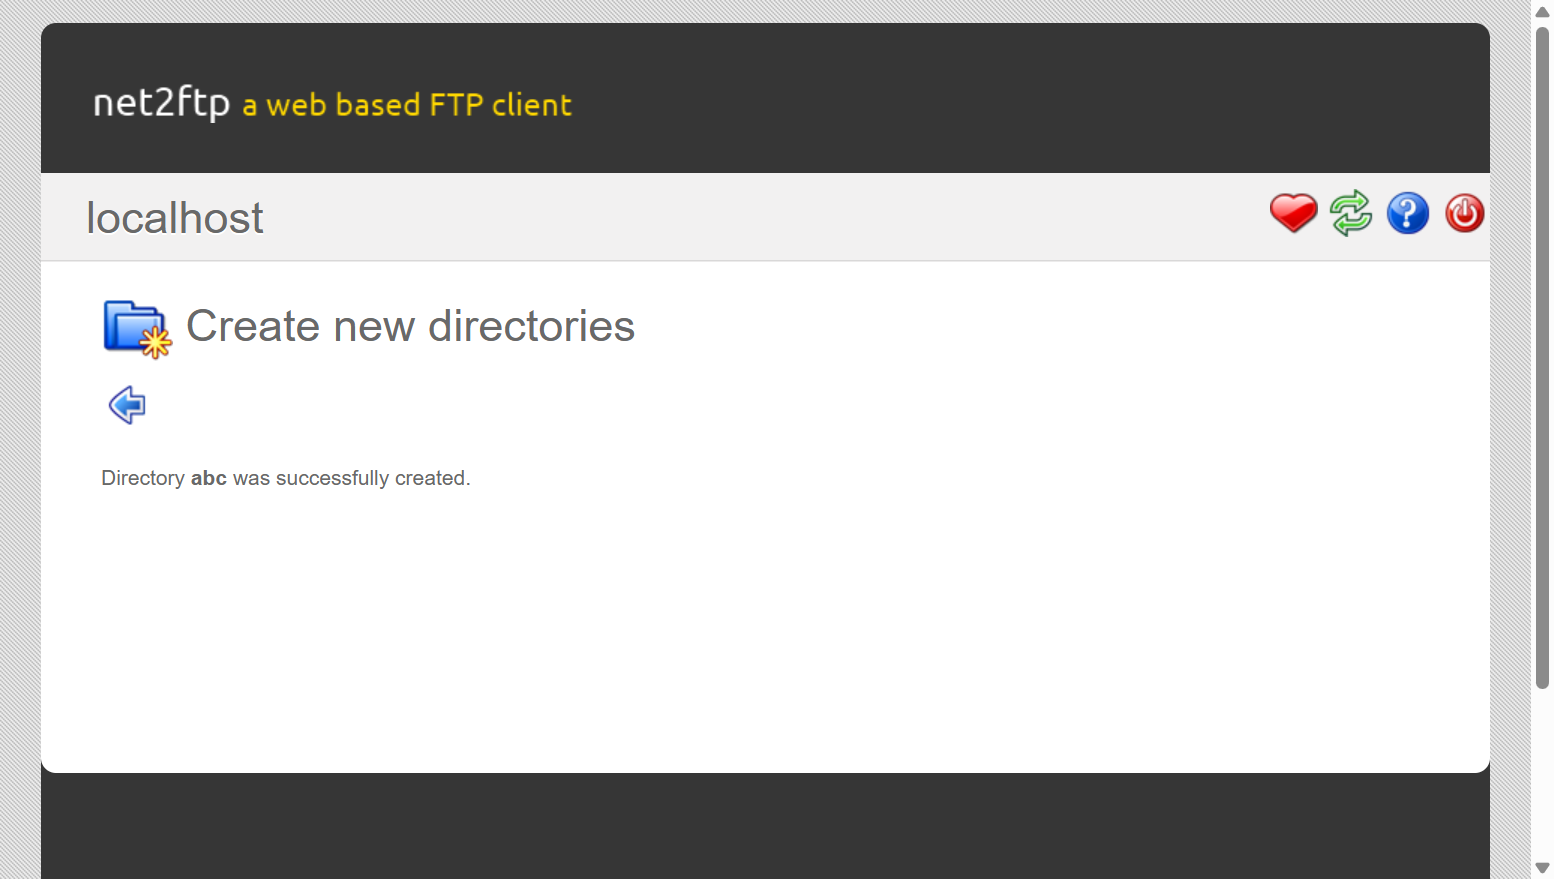 net2ftp a web based FTP client
localhost
Create new directories
Directory abc was successfully created.